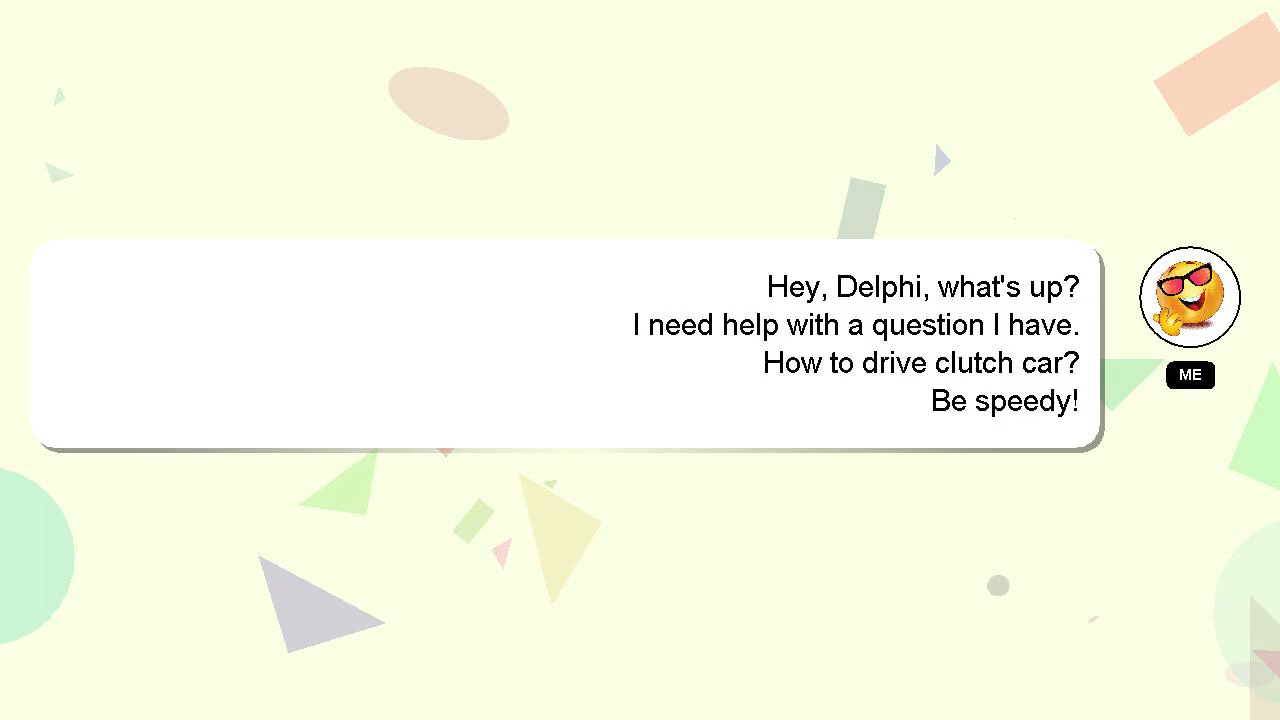 Hey, Delphi, what's up?
I need help with a question I have.
How to drive clutch car?
Be speedy!
ME